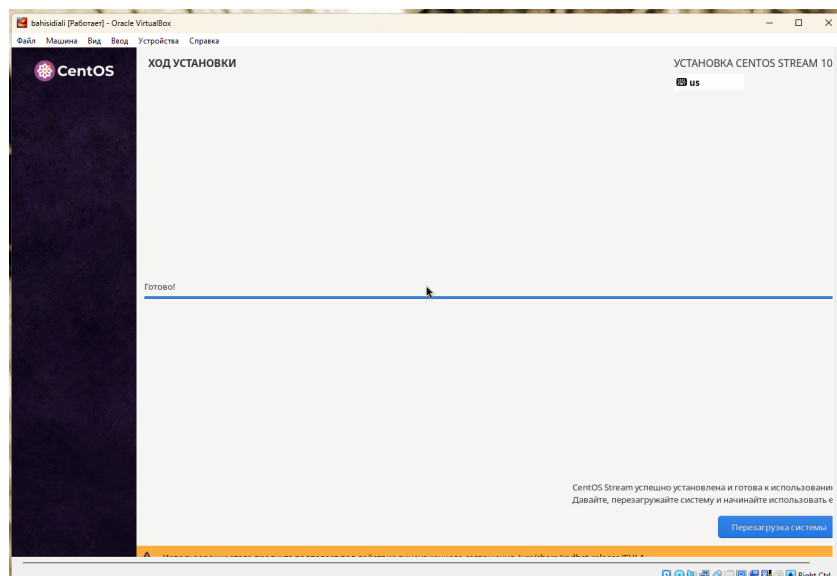 bahisidiali [Работает] - Oracle VirtualBox
Файл Машина Вид Ввод Устройства Справка
CentOS
ХОД УСТАНОВКИ
УСТАНОВКА CENTOS STREAM 10
us
Готово!
CentOS Stream успешно установлена и готова к использовани
Давайте, перезагружайте систему и начинайте использовать е
Перезагрузка системы
Right Ctrl